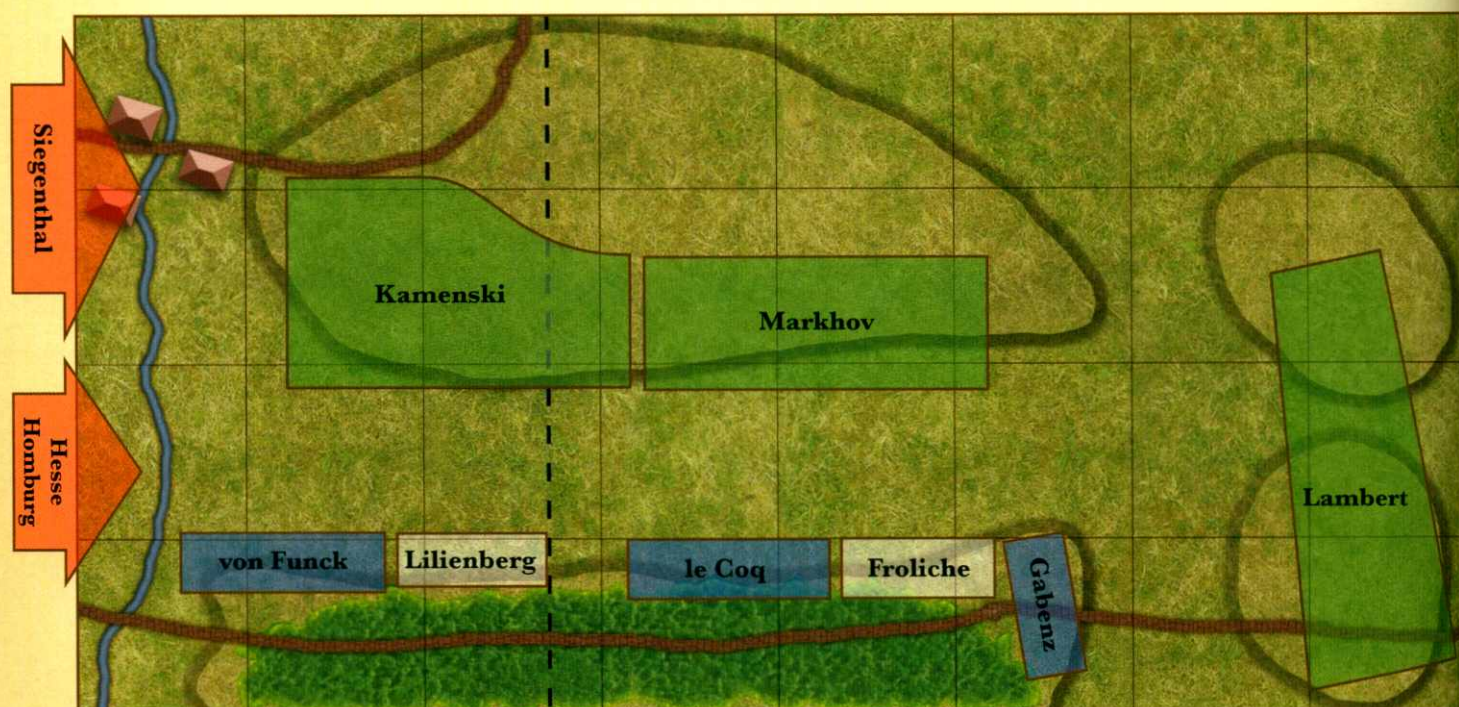 Siegenthal
Kamenski
Markhov
Hesse
Homburg
Lambert
von Funck
Lilienberg
le Coq
Froliche
Gabenz